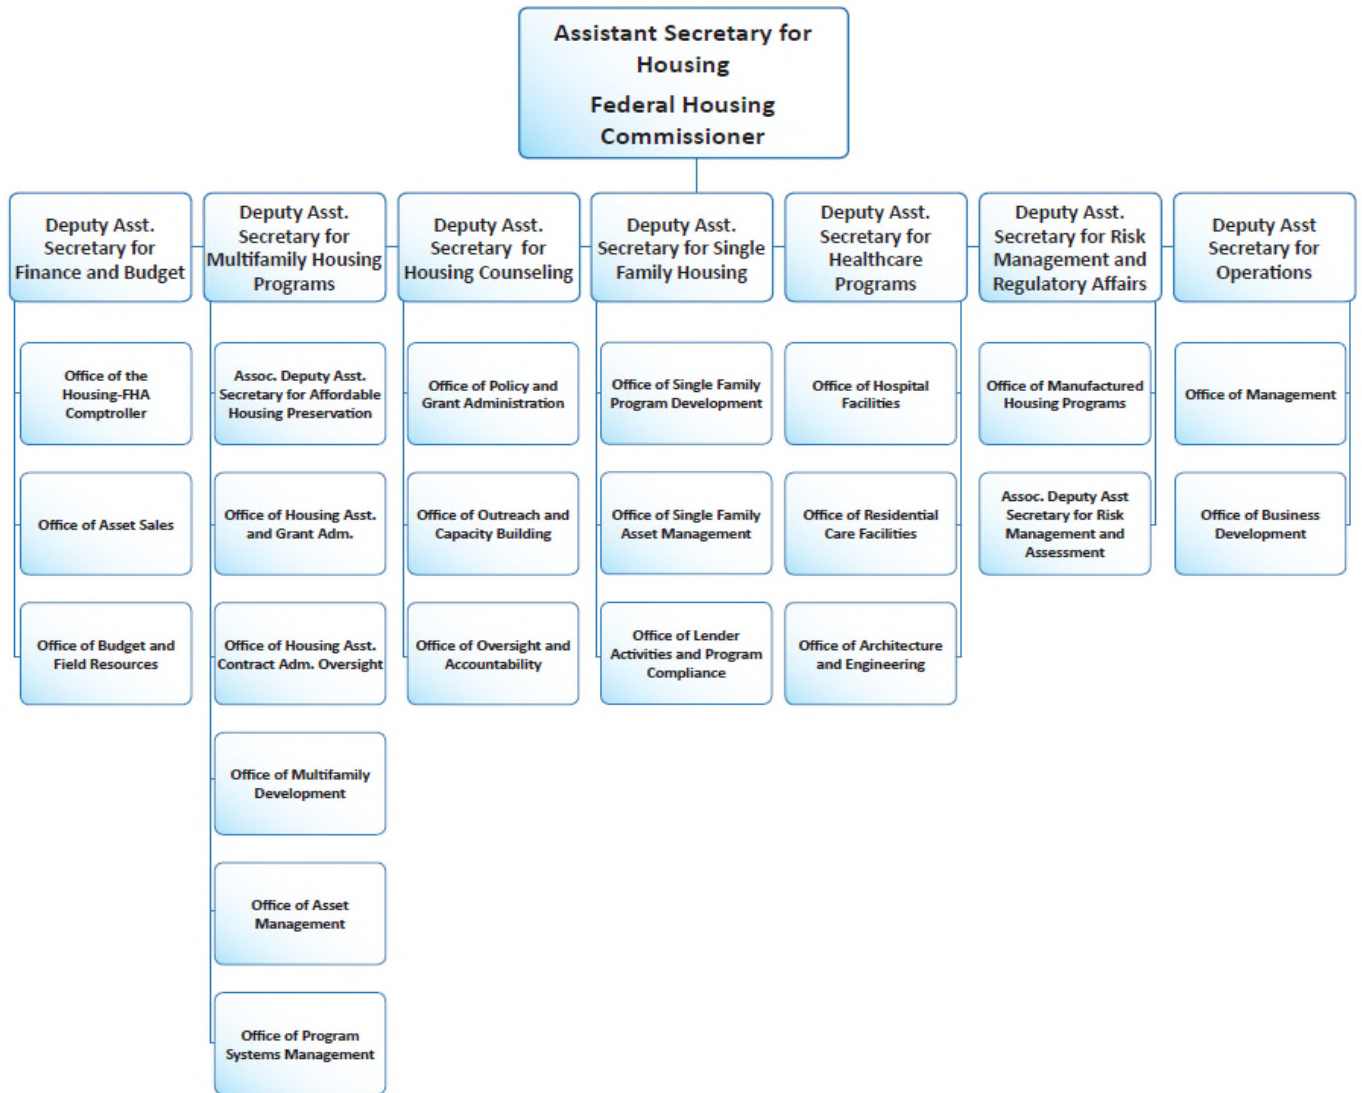 Assistant Secretary for
Housing
Federal Housing
Commissioner
Deputy Asst.
Secretary for
Finance and Budget
Deputy Asst.
Secretary for
Multifamily Housing
Programs
Deputy Asst.
Secretary for
Housing Counseling
Deputy Asst.
Secretary for Single
Family Housing
Deputy Asst.
Secretary for
Healthcare
Programs
Deputy Asst.
Secretary for Risk
Management and
Regulatory Affairs
Deputy Asst
Secretary for
Operations
Office of the
Housing-FHA
Comptroller
Assoc. Deputy Asst.
Secretary for Affordable
Housing Preservation
Office of Policy and
Grant Administration
Office of Single Family
Program Development
Office of Hospital
Facilities
Office of Manufactured
Housing Programs
Office of Management
Office of Asset Sales
Office of Housing Asst.
and Grant Adm.
Office of Outreach and
Capacity Building
Office of Single Family
Asset Management
Office of Residential
Care Facilities
Assoc. Deputy Asst
Secretary for Risk
Management and
Assessment
Office of Business
Development
Office of Budget and
Field Resources
Office of Housing Asst.
Contract Adm. Oversight
Office of Oversight and
Accountability
Office of Lender
Activities and Program
Compliance
Office of Architecture
and Engineering
Office of Multifamily
Development
Office of Asset
Management
Office of Program
Systems Management